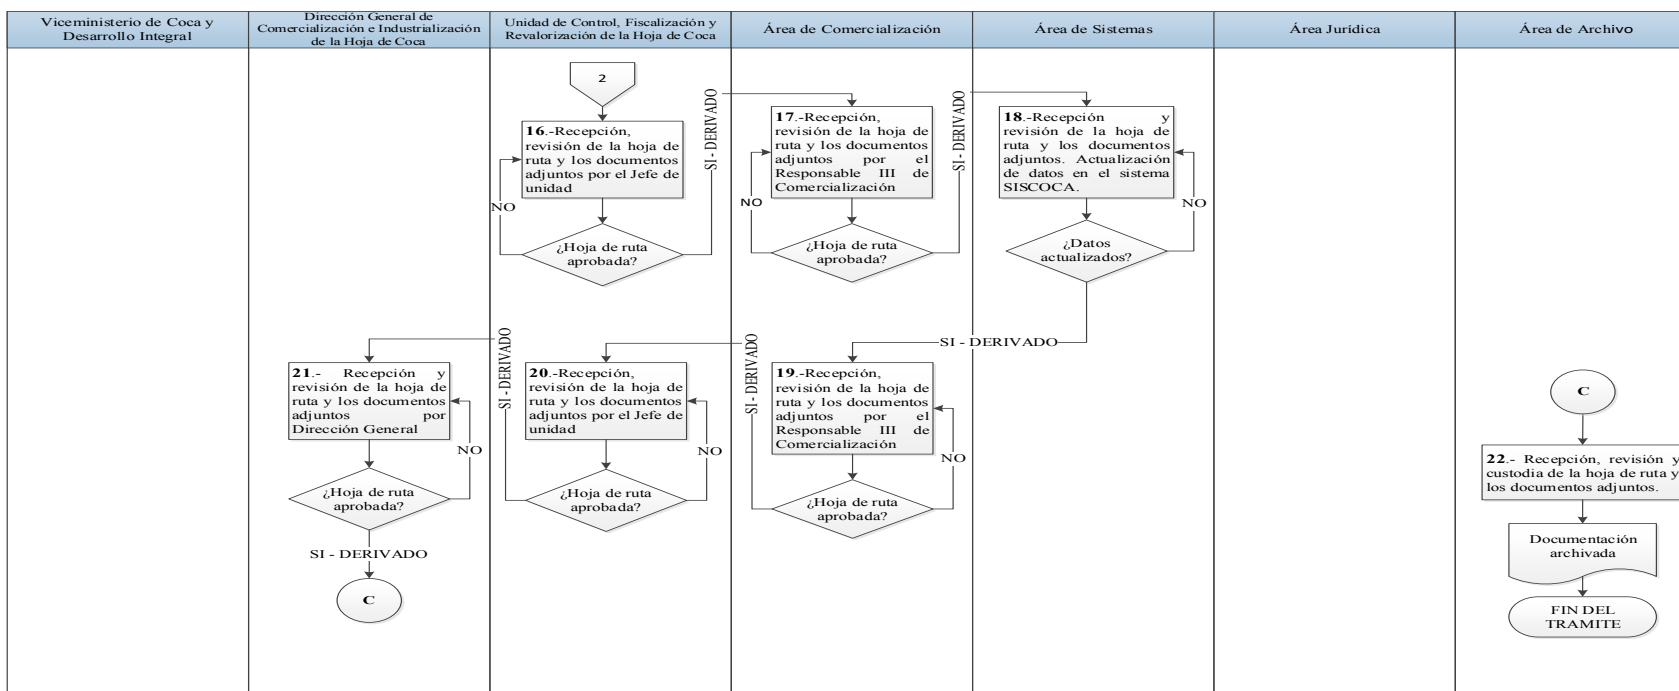 Viceministerio de Coca y
Desarrollo Integral
Dirección General de
Comercialización e Industrialización
de la Hoja de Coca
Unidad de Control, Fiscalización y
Revalorización de la Hoja de Coca
Área de Comercialización
Área de Sistemas
Área Jurídica
Área de Archivo
2
16.-Recepción,
revisión de la hoja de
ruta y los documentos
adjuntos por el Jefe de
unidad
NO
¿Hoja de ruta
aprobada?
SI - DERIVADO
17.-Recepción,
revisión de la hoja de
ruta y los documentos
adjuntos por el
Responsable III de
Comercialización
NO
¿Hoja de ruta
aprobada?
SI - DERIVADO
18.-Recepción y
revisión de la hoja de
ruta y los documentos
adjuntos. Actualización
de datos en el sistema
SISCOCA.
NO
¿Datos
actualizados?
SI - DERIVADO
19.-Recepción,
revisión de la hoja de
ruta y los documentos
adjuntos por el
Responsable III de
Comercialización
NO
¿Hoja de ruta
aprobada?
SI - DERIVADO
20.-Recepción,
revisión de la hoja de
ruta y los documentos
adjuntos por el Jefe de
unidad
NO
¿Hoja de ruta
aprobada?
SI - DERIVADO
21.- Recepción y
revisión de la hoja de
ruta y los documentos
adjuntos por
Dirección General
NO
¿Hoja de ruta
aprobada?
SI - DERIVADO
C
C
22.- Recepción, revisión y
custodia de la hoja de ruta y
los documentos adjuntos.
Documentación
archivada
FIN DEL
TRAMITE